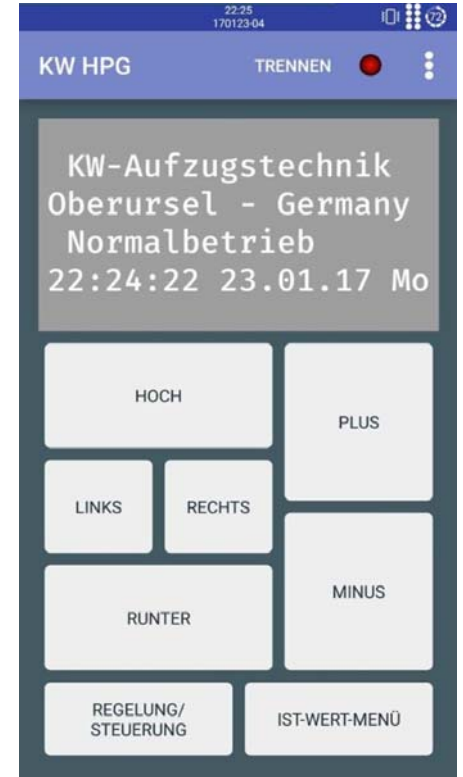 22:25
170123-04
72
KW HPG
TRENNEN
KW-Aufzugstechnik
Oberursel - Germany
Normalbetrieb
22:24:22 23.01.17 Mo
HOCH
PLUS
LINKS
RECHTS
RUNTER
MINUS
REGELUNG/
STEUERUNG
IST-WERT-MENÜ